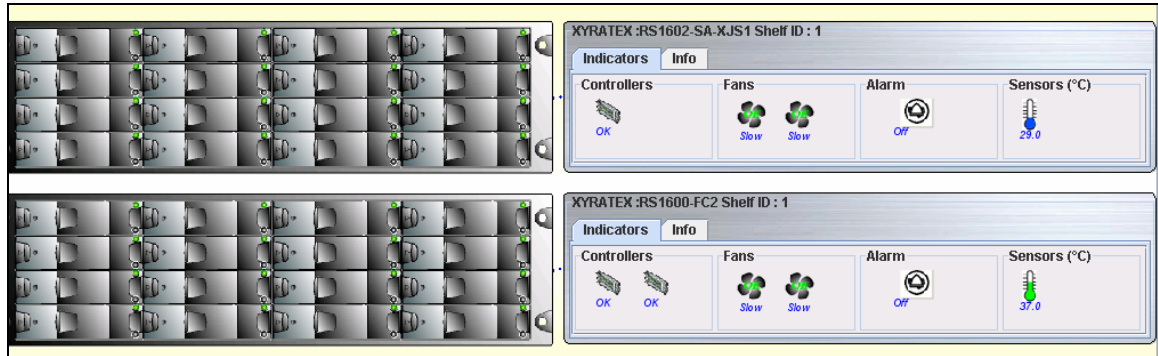 XYRATEX :RS1602-SA-XJS1 Shelf ID : 1
Indicators Info
Controllers Fans Alarm Sensors (°C)
OK Slow Slow Off 29.0
XYRATEX :RS1600-FC2 Shelf ID : 1
Indicators Info
Controllers Fans Alarm Sensors (°C)
OK OK Slow Slow Off 37.0